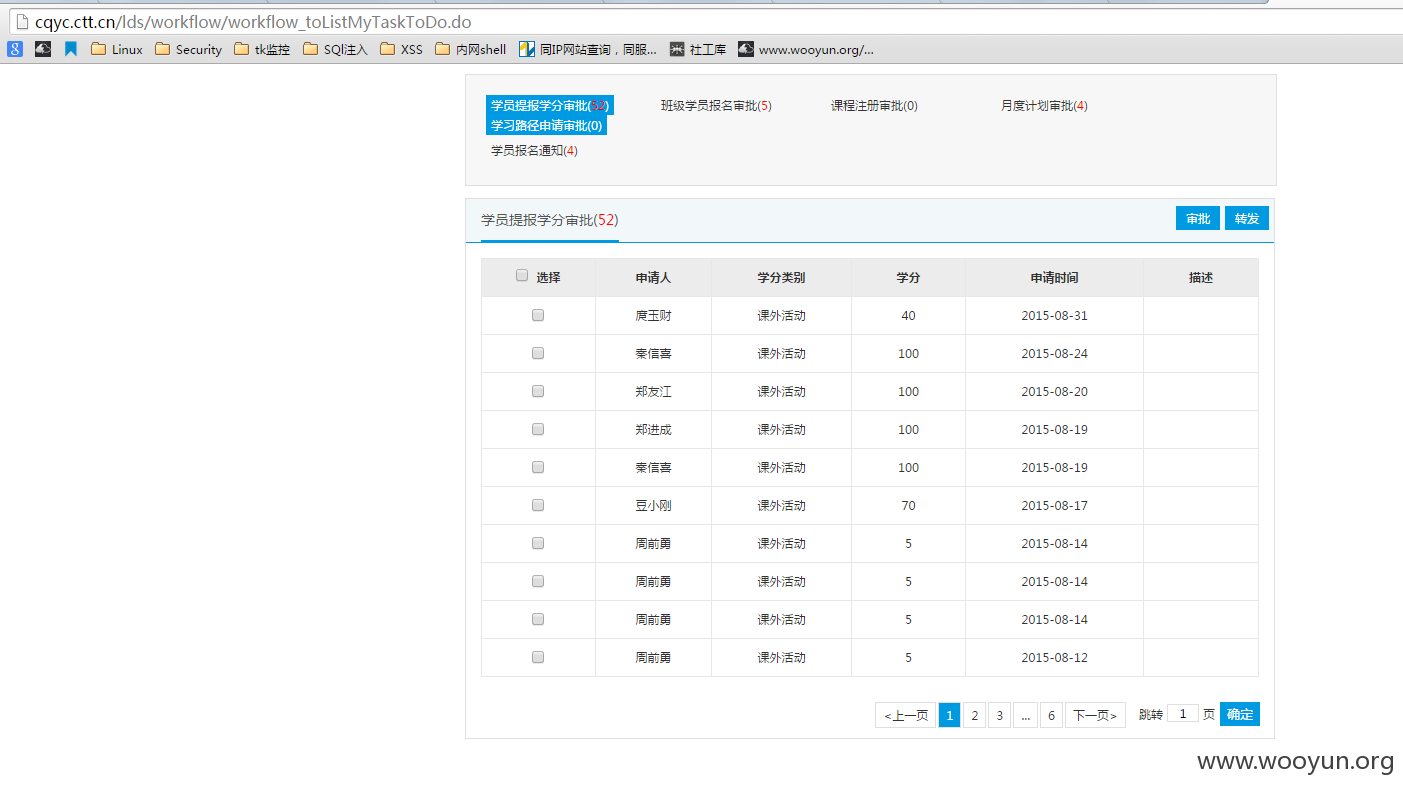 cqyc.ctt.cn/lds/workflow/workflow_toListMyTaskToDo.do
Linux Security tk监控 SQl注入 XSS 内网shell 同IP网站查询，同服... 社工库 www.wooyun.org/...
学员提报学分审批(52) 班级学员报名审批(5) 课程注册审批(0) 月度计划审批(4)
学习路径申请审批(0)
学员报名通知(4)
学员提报学分审批(52) 审批 转发
选择 申请人 学分类别 学分 申请时间 描述
庹玉财 课外活动 40 2015-08-31
秦信喜 课外活动 100 2015-08-24
郑友江 课外活动 100 2015-08-20
郑进成 课外活动 100 2015-08-19
秦信喜 课外活动 100 2015-08-19
豆小刚 课外活动 70 2015-08-17
周前勇 课外活动 5 2015-08-14
周前勇 课外活动 5 2015-08-14
周前勇 课外活动 5 2015-08-14
周前勇 课外活动 5 2015-08-12
<上一页 1 2 3 ... 6 下一页> 跳转 1 页 确定
www.wooyun.org